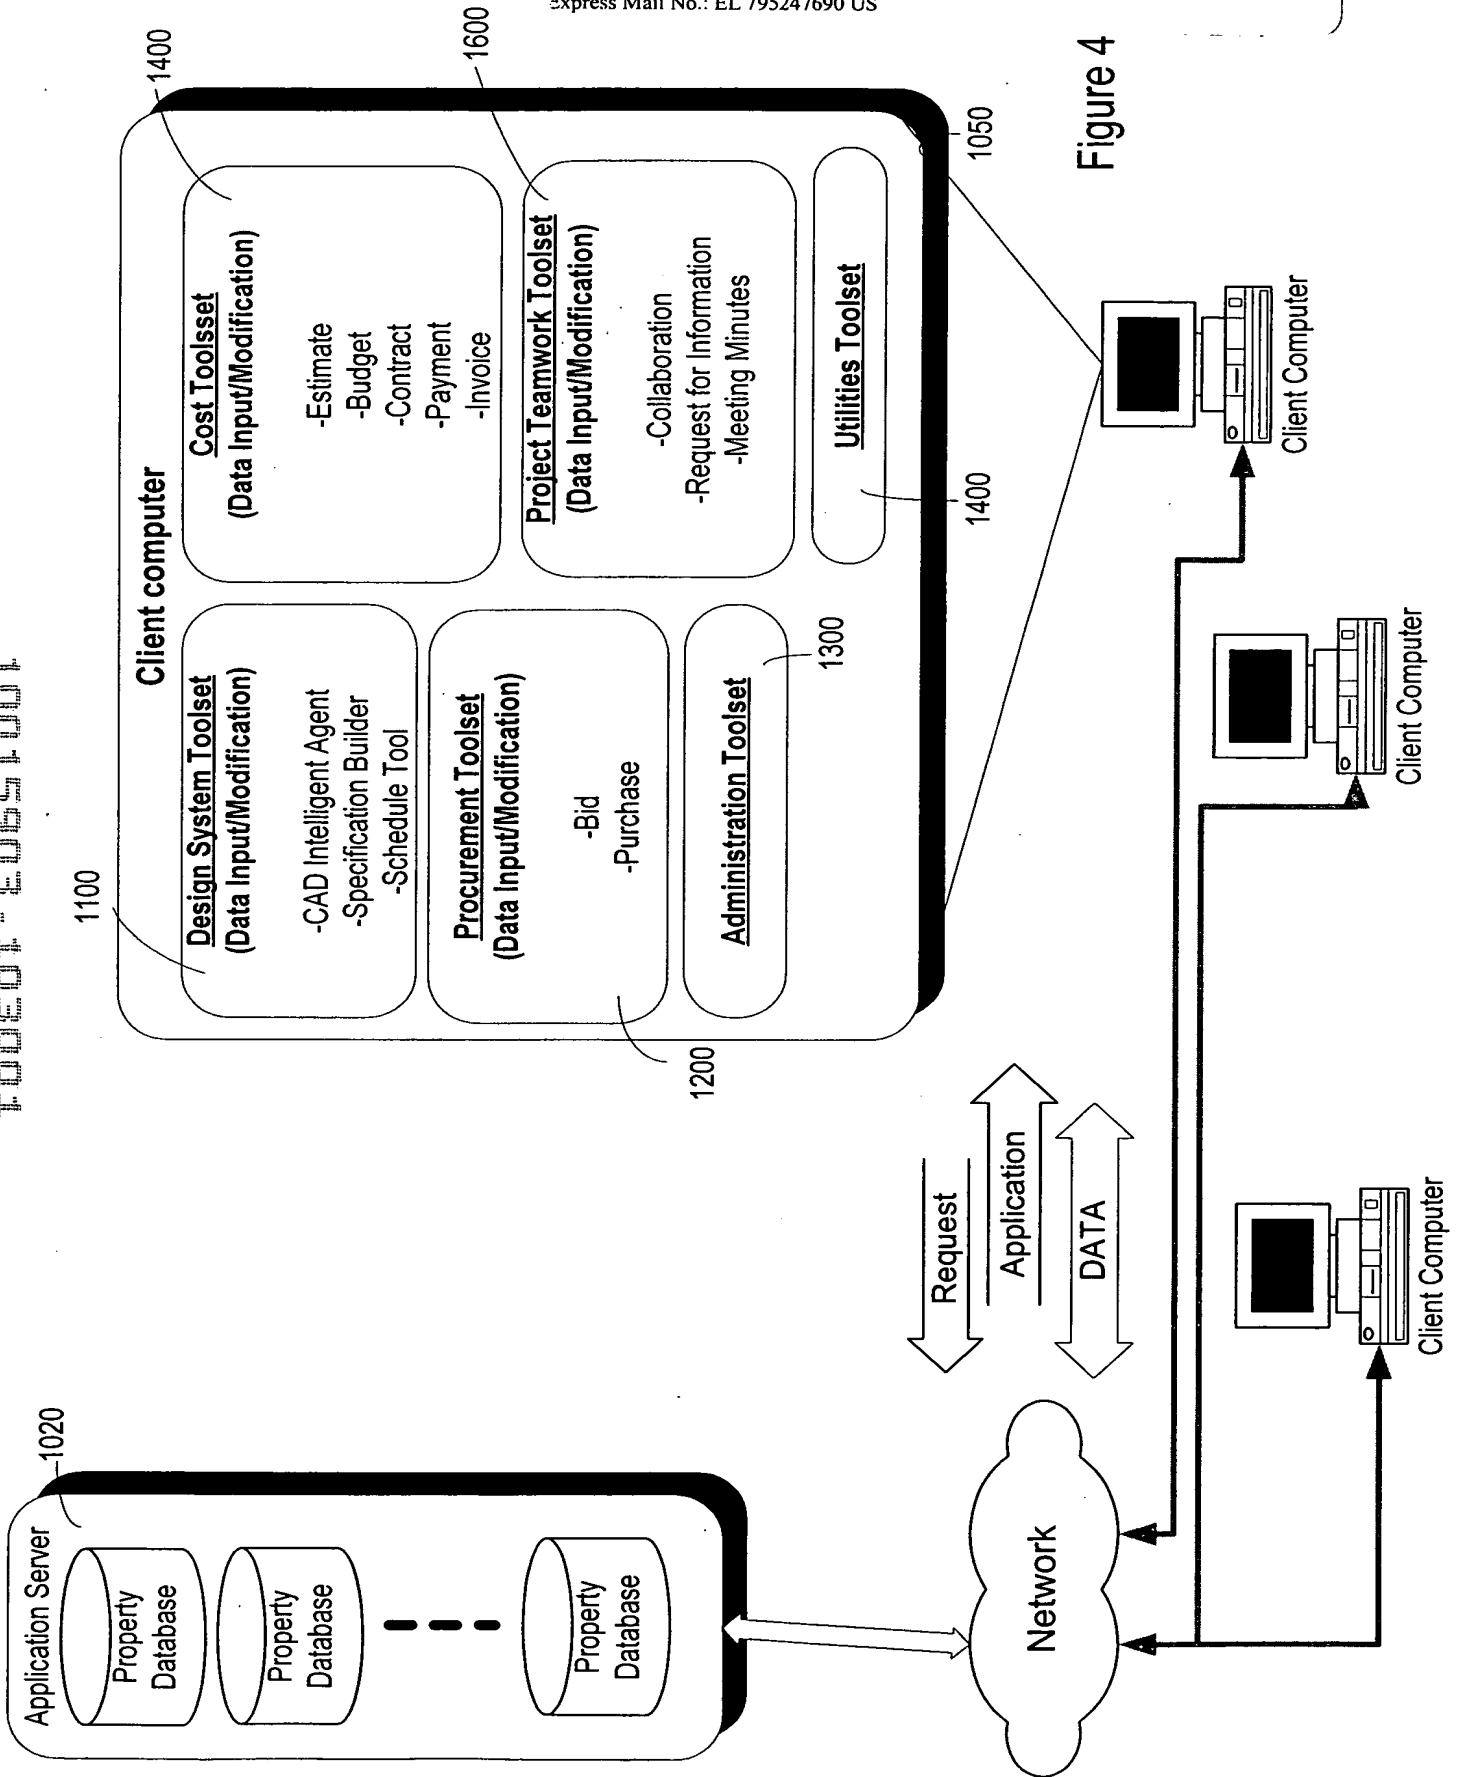 Express Mail No.: EL 795247690 US
Application Server
1020
Property
Database
Property
Database
Property
Database
Network
Request
Application
DATA
Client computer
1100
Design System Toolset
(Data Input/Modification)
-CAD Intelligent Agent
-Specification Builder
-Schedule Tool
1400
Cost Toolsset
(Data Input/Modification)
-Estimate
-Budget
-Contract
-Payment
-Invoice
1200
Procurement Toolset
(Data Input/Modification)
-Bid
-Purchase
1600
Project Teamwork Toolset
(Data Input/Modification)
-Collaboration
-Request for Information
-Meeting Minutes
Administration Toolset
1300
Utilities Toolset
1400
1050
Client Computer
Client Computer
Client Computer
Figure 4